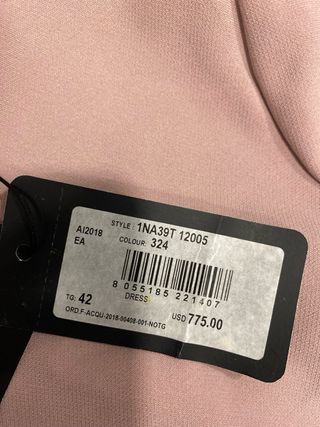 STYLE : 1NA39T 12005
AI2018 COLOUR: 324
EA
8 055185 221407
DRESS
TG: 42 USD 775.00
ORD.F-ACQU-2018-00408-001-NOTG